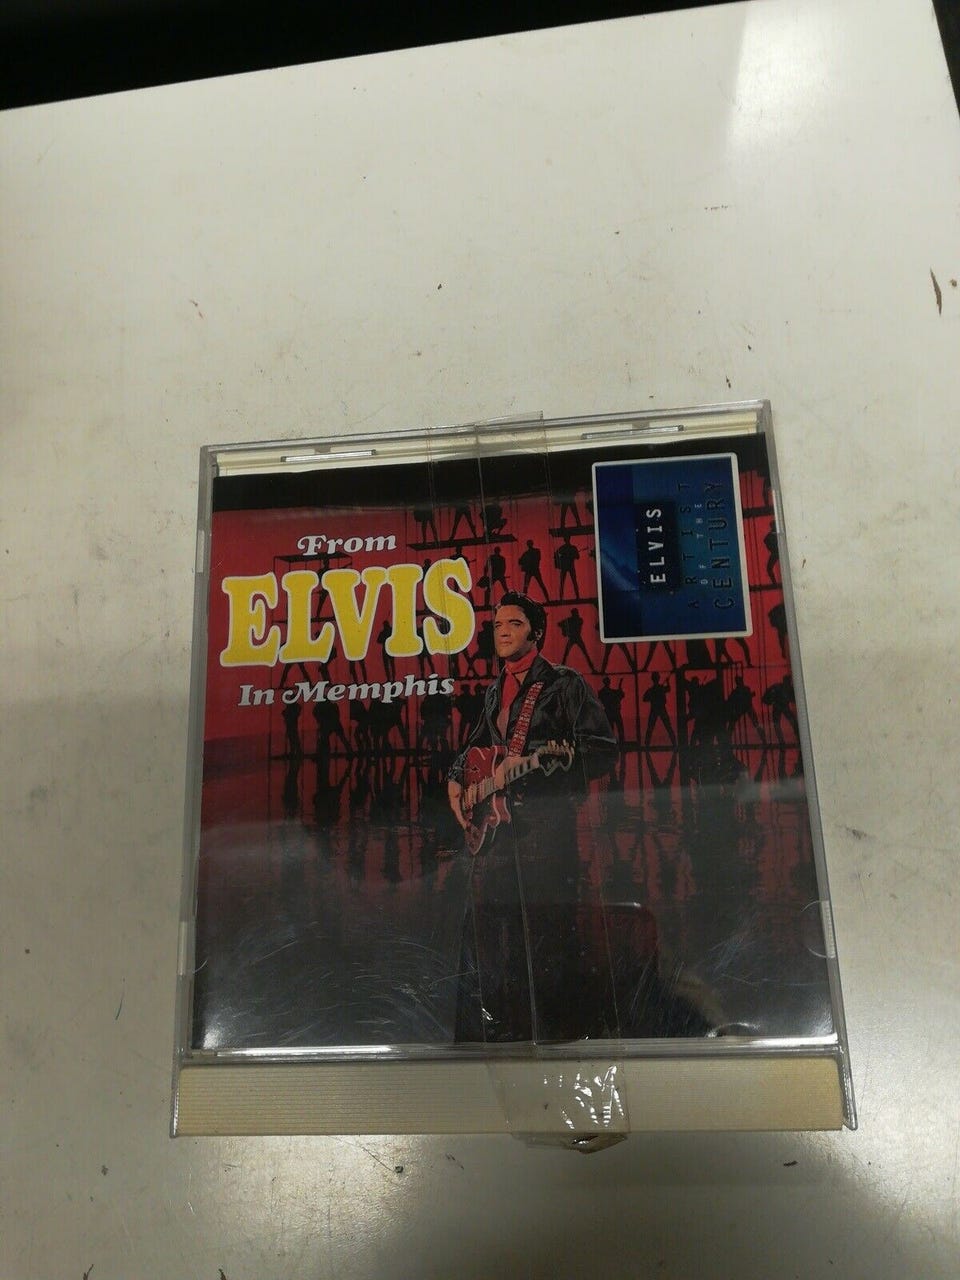 From
ELVIS
In Memphis
ELVIS
ARTIST
OF THE
CENTURY